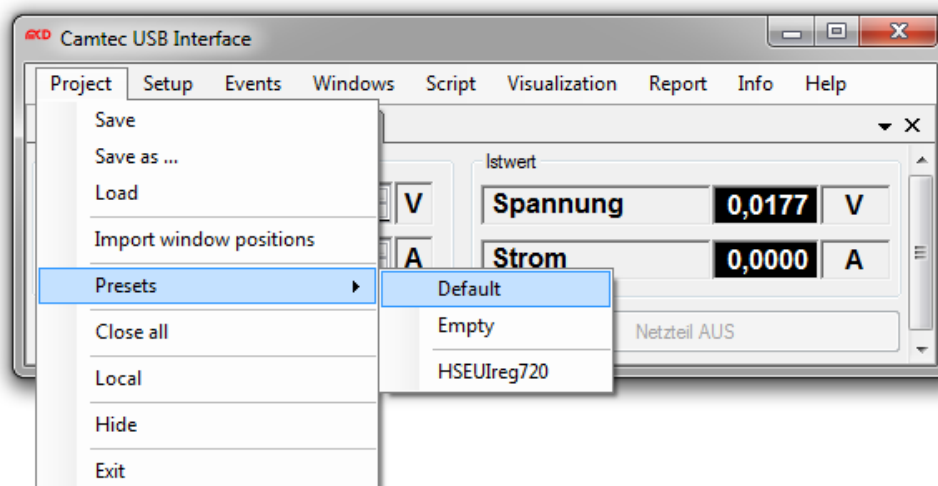 Camtec USB Interface
Project Setup Events Windows Script Visualization Report Info Help
Save
Save as ...
Load
Import window positions
Presets
Close all
Local
Hide
Exit
Default
Empty
HSEUIreg720
V
A
Istwert
Spannung 0,0177 V
Strom 0,0000 A
Netzteil AUS